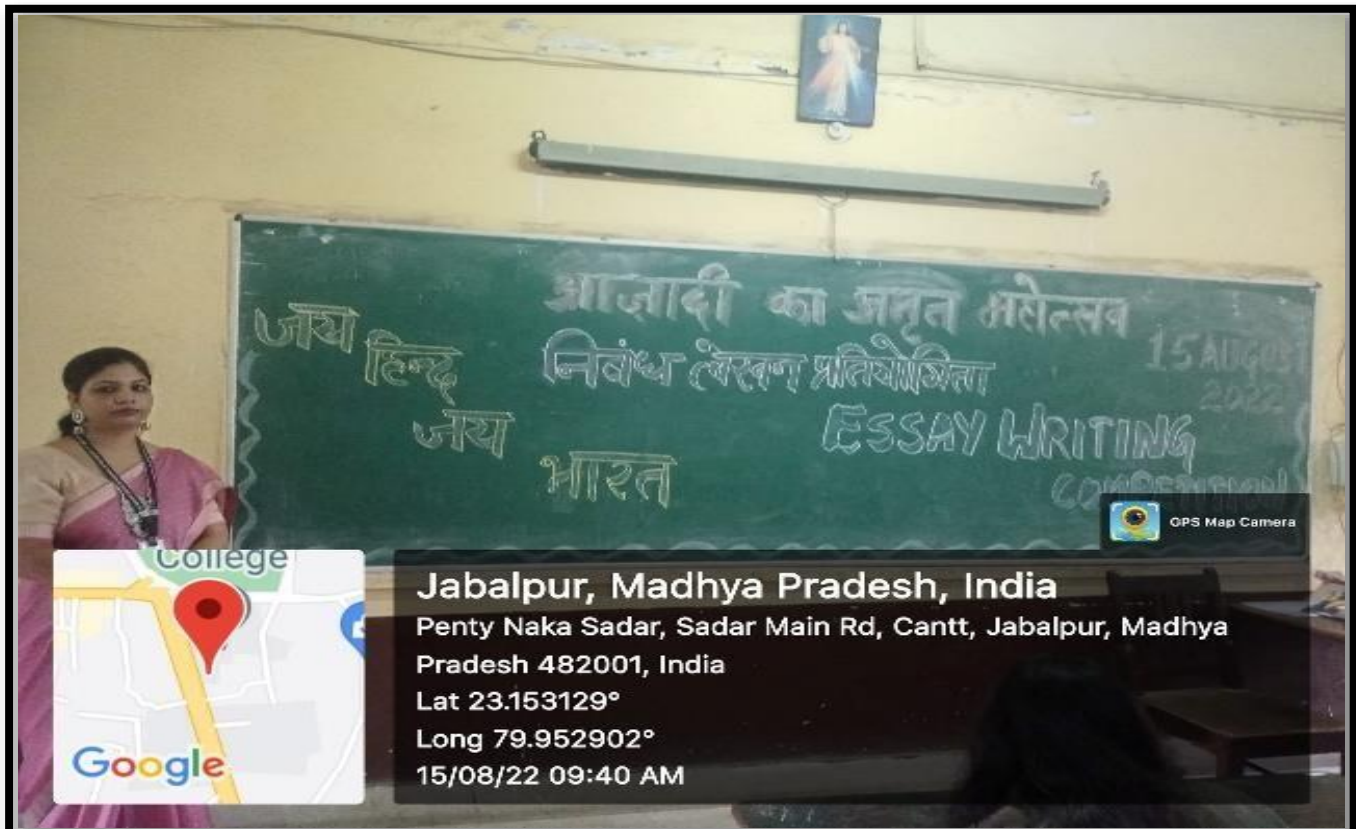 आज़ादी का अमृत महोत्सव
जय
हिन्द
जय
भारत
निबंध लेखन प्रतियोगिता
15 AUGUST
2022
ESSAY WRITING
COMPETITION
GPS Map Camera
College
Google
Jabalpur, Madhya Pradesh, India
Penty Naka Sadar, Sadar Main Rd, Cantt, Jabalpur, Madhya
Pradesh 482001, India
Lat 23.153129°
Long 79.952902°
15/08/22 09:40 AM